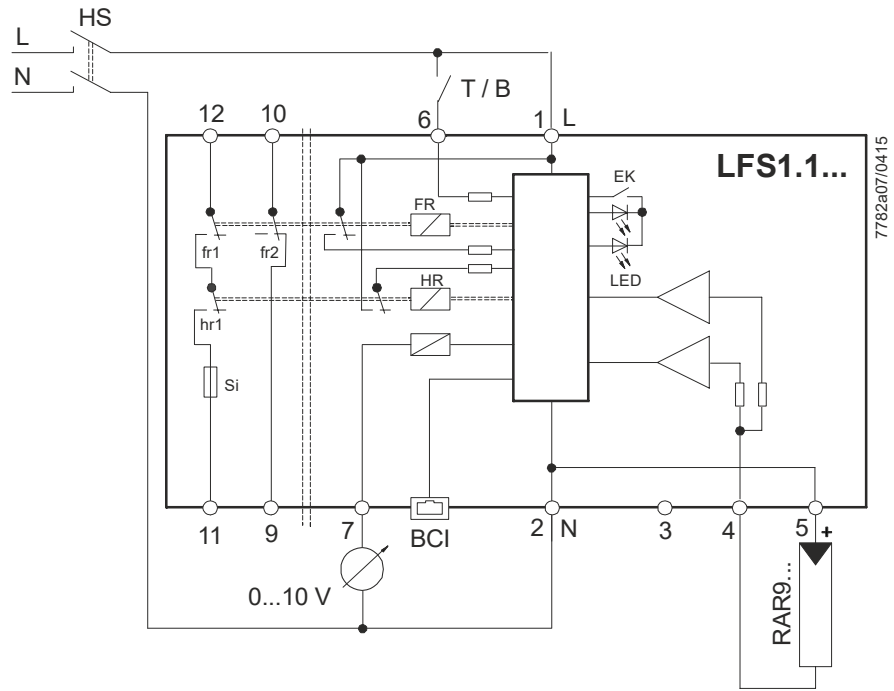 HS
L
N
T / B
12
10
6
1
L
LFS1.1...
7782a07/0415
EK
FR
fr1
fr2
LED
HR
hr1
Si
11
9
7
BCI
2
N
3
4
5
+
0...10 V
RAR9...